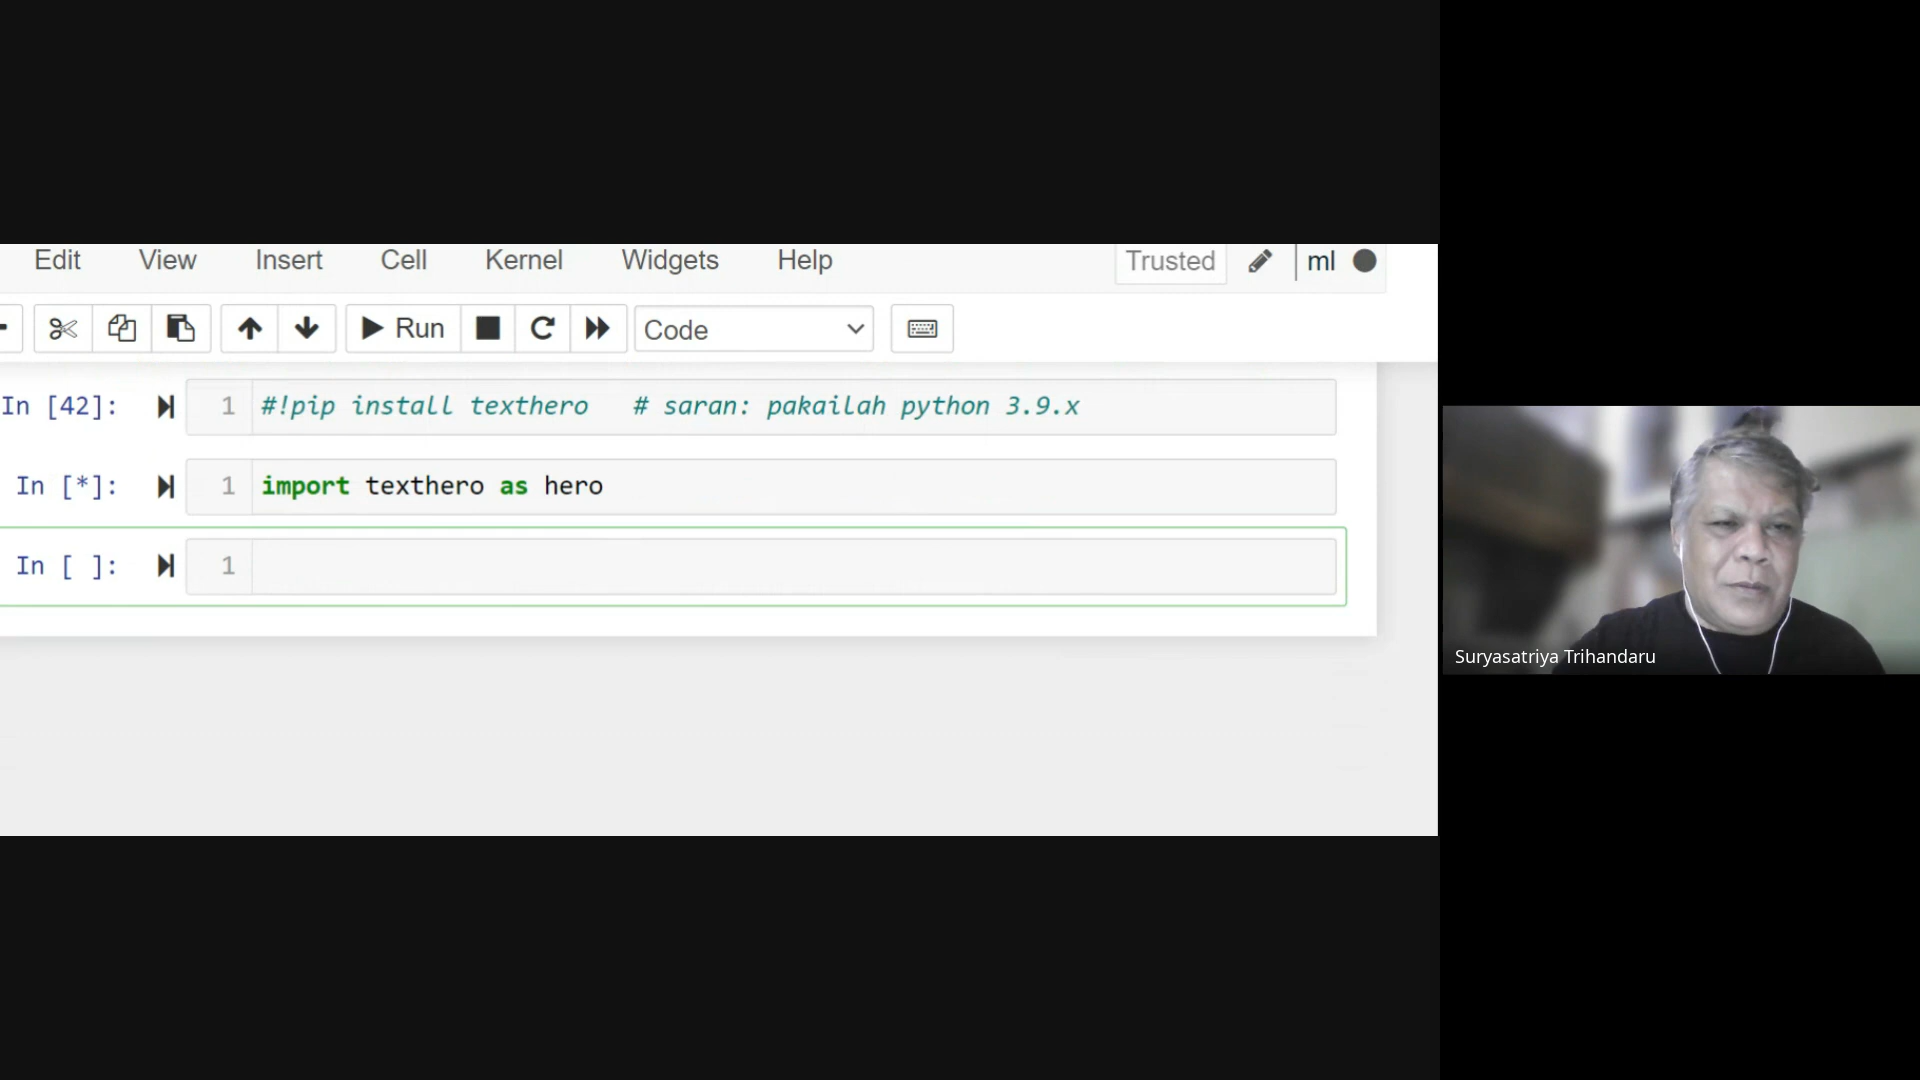 Edit View Insert Cell Kernel Widgets Help Trusted ml
Run Code
In [42]: 1 #!pip install texthero # saran: pakailah python 3.9.x
In [*]: 1 import texthero as hero
In [ ]: 1
Suryasatriya Trihandaru